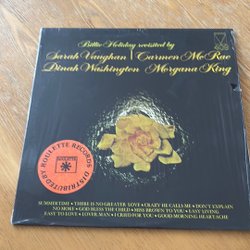 Billie Holiday revisited by
Sarah Vaughan | Carmen McRae
Dinah Washington Morgana King
DISTRIBUTED BY ROULETTE RECORDS
ROULETTE
SUMMERTIME • THERE IS NO GREATER LOVE • CRAZY HE CALLS ME • DON'T EXPLAIN
NO MORE • GOD BLESS THE CHILD • MISS BROWN TO YOU • EASY LIVING
EASY TO LOVE • LOVER MAN • I CRIED FOR YOU • GOOD MORNING HEARTACHE